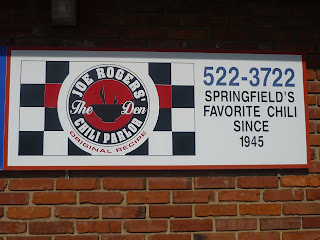 JOE ROGERS'
The Den
CHILI PARLOR
ORIGINAL RECIPE
522-3722
SPRINGFIELD'S
FAVORITE CHILI
SINCE
1945